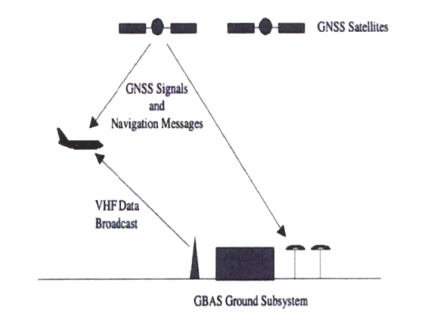 GNSS Satellites
GNSS Signals
and
Navigation Messages
VHF Data
Broadcast
GBAS Ground Subsystem